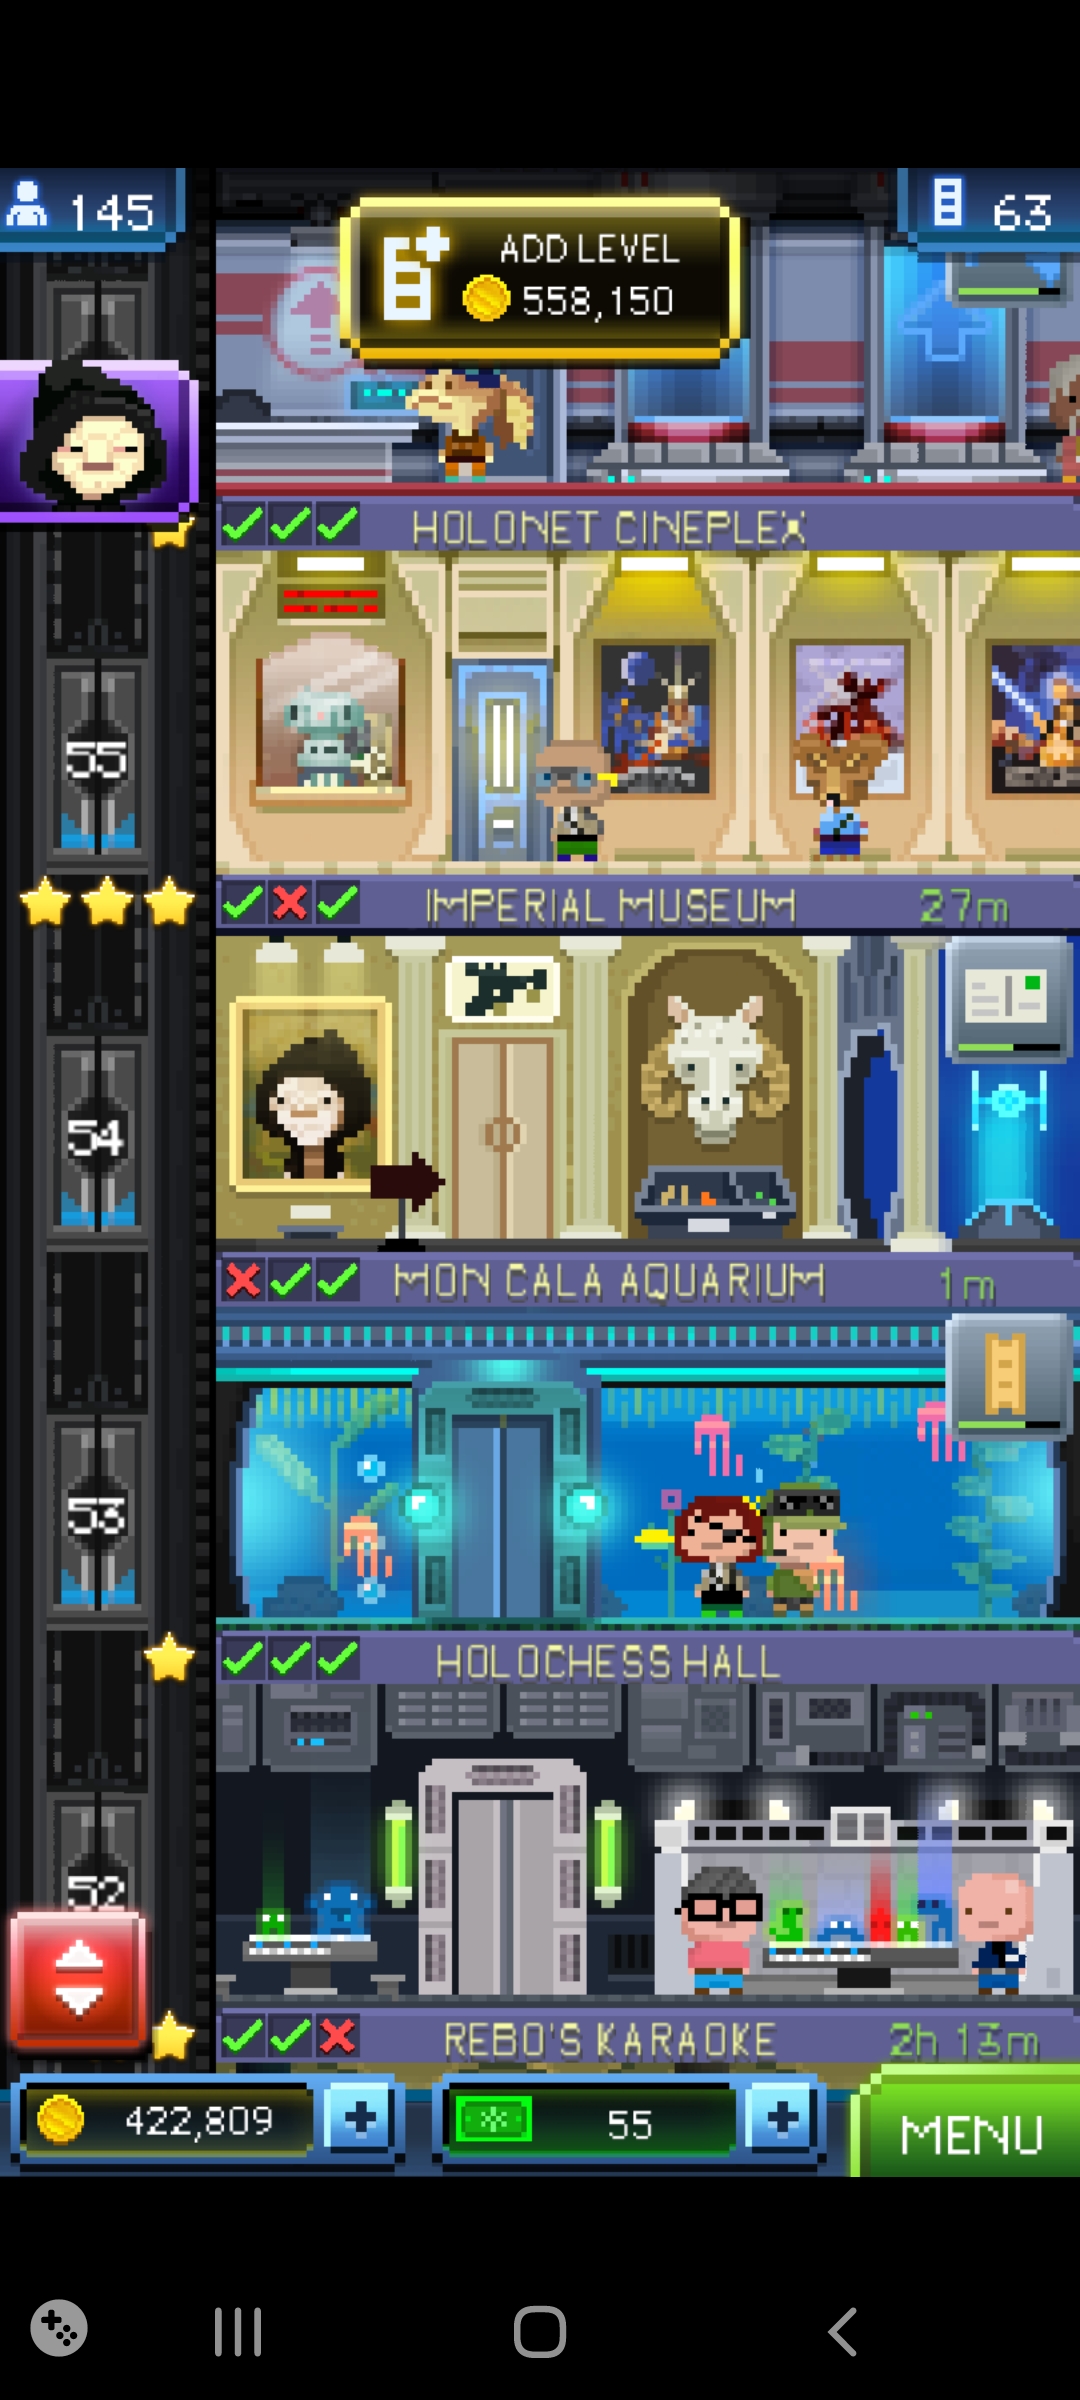 145
63
ADD LEVEL
558,150
HOLONET CINEPLEX
55
IMPERIAL MUSEUM 27m
54
MON CALA AQUARIUM 1m
53
HOLOCHESS HALL
52
REBO'S KARAOKE 2h 13m
422,809
55
MENU